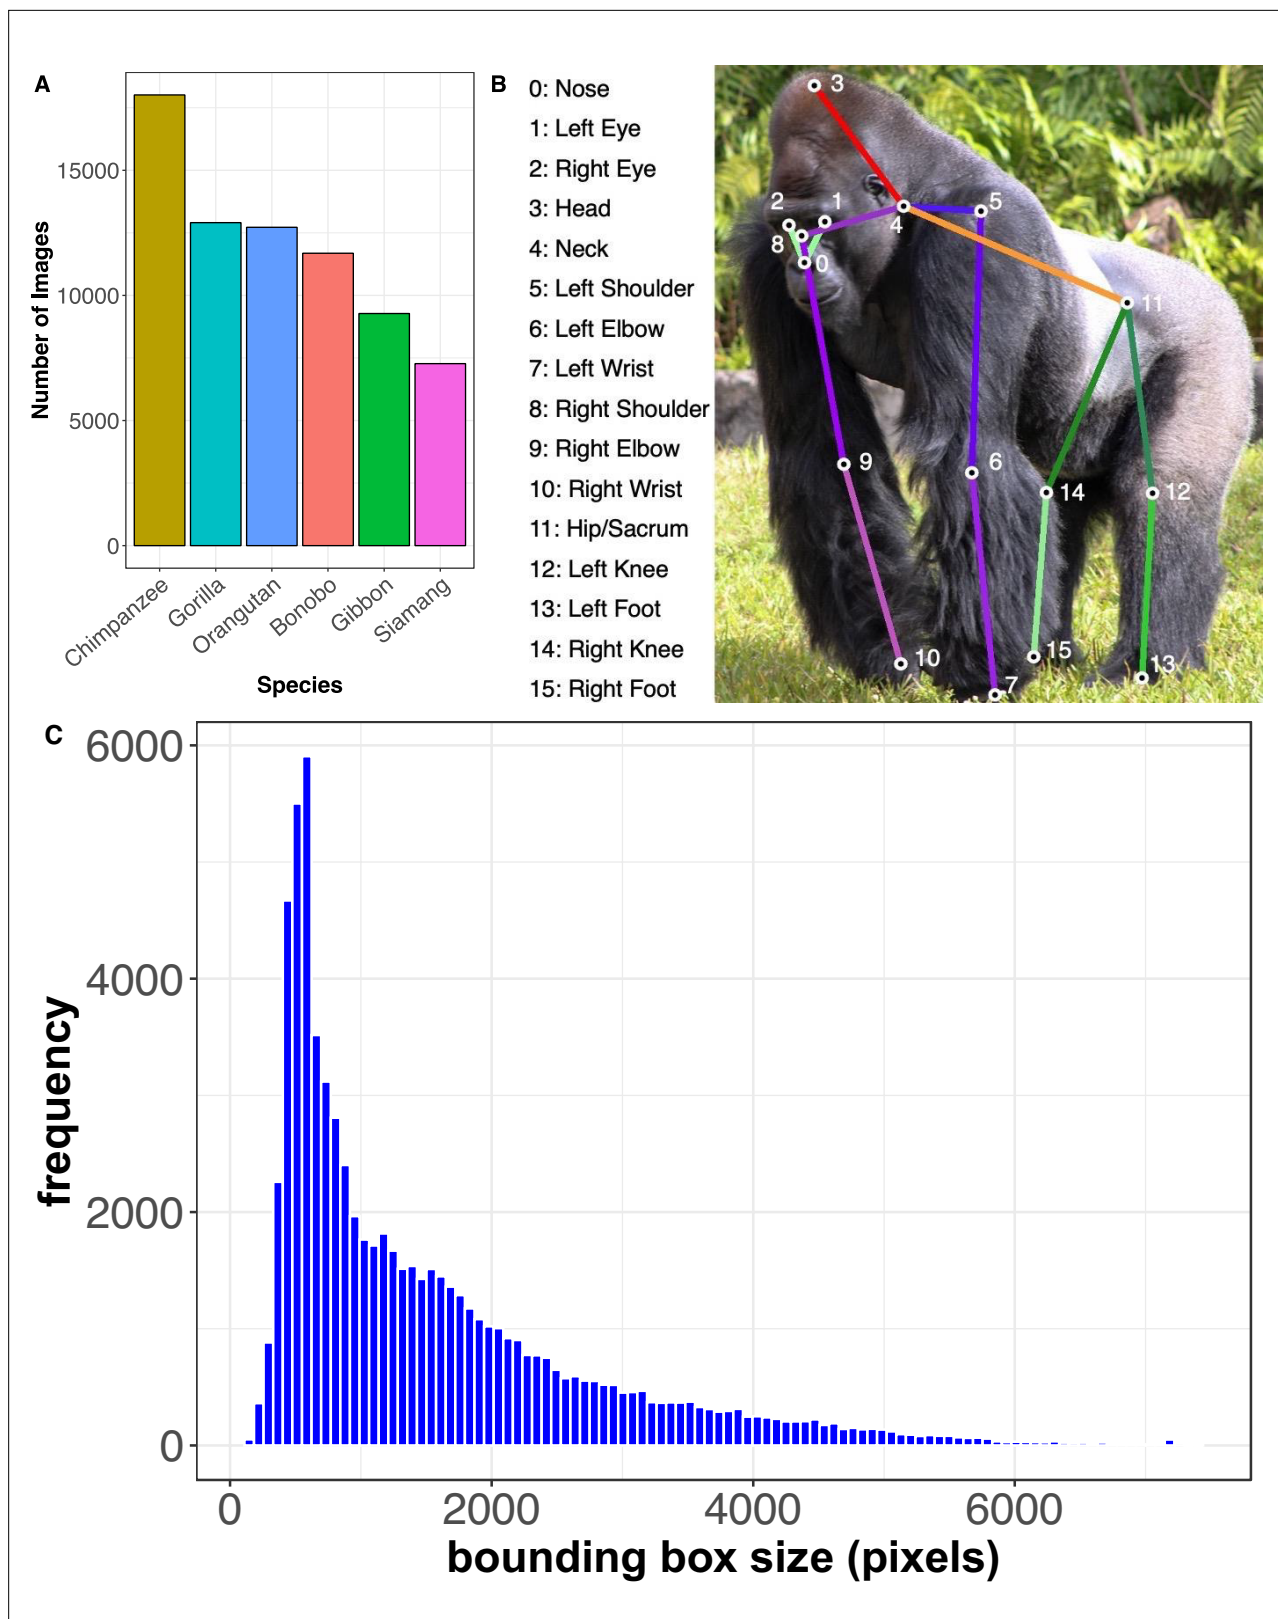 A
Number of Images
15000
10000
5000
0
Chimpanzee
Gorilla
Orangutan
Bonobo
Gibbon
Siamang
Species
B
0: Nose
1: Left Eye
2: Right Eye
3: Head
4: Neck
5: Left Shoulder
6: Left Elbow
7: Left Wrist
8: Right Shoulder
9: Right Elbow
10: Right Wrist
11: Hip/Sacrum
12: Left Knee
13: Left Foot
14: Right Knee
15: Right Foot
3
2
1
5
4
8
0
11
9
6
14
12
10
15
13
7
C
frequency
6000
4000
2000
0
0
2000
4000
6000
bounding box size (pixels)